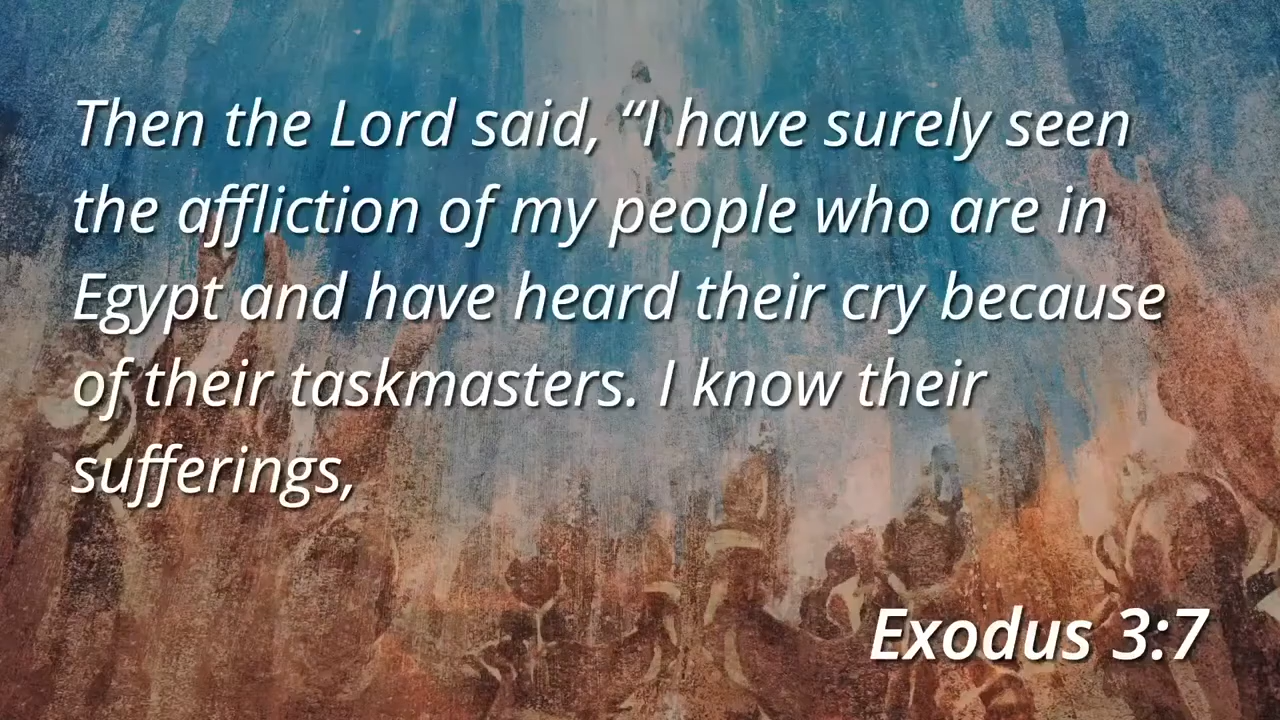 Then the Lord said, “I have surely seen
the affliction of my people who are in
Egypt and have heard their cry because
of their taskmasters. I know their
sufferings,
Exodus 3:7